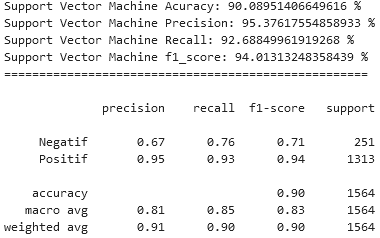 Support Vector Machine Acuracy: 90.08951406649616 %
Support Vector Machine Precision: 95.37617554858933 %
Support Vector Machine Recall: 92.68849961919268 %
Support Vector Machine f1_score: 94.01313248358439 %
====================================================
precision recall f1-score support
Negatif 0.67 0.76 0.71 251
Positif 0.95 0.93 0.94 1313
accuracy 0.90 1564
macro avg 0.81 0.85 0.83 1564
weighted avg 0.91 0.90 0.90 1564